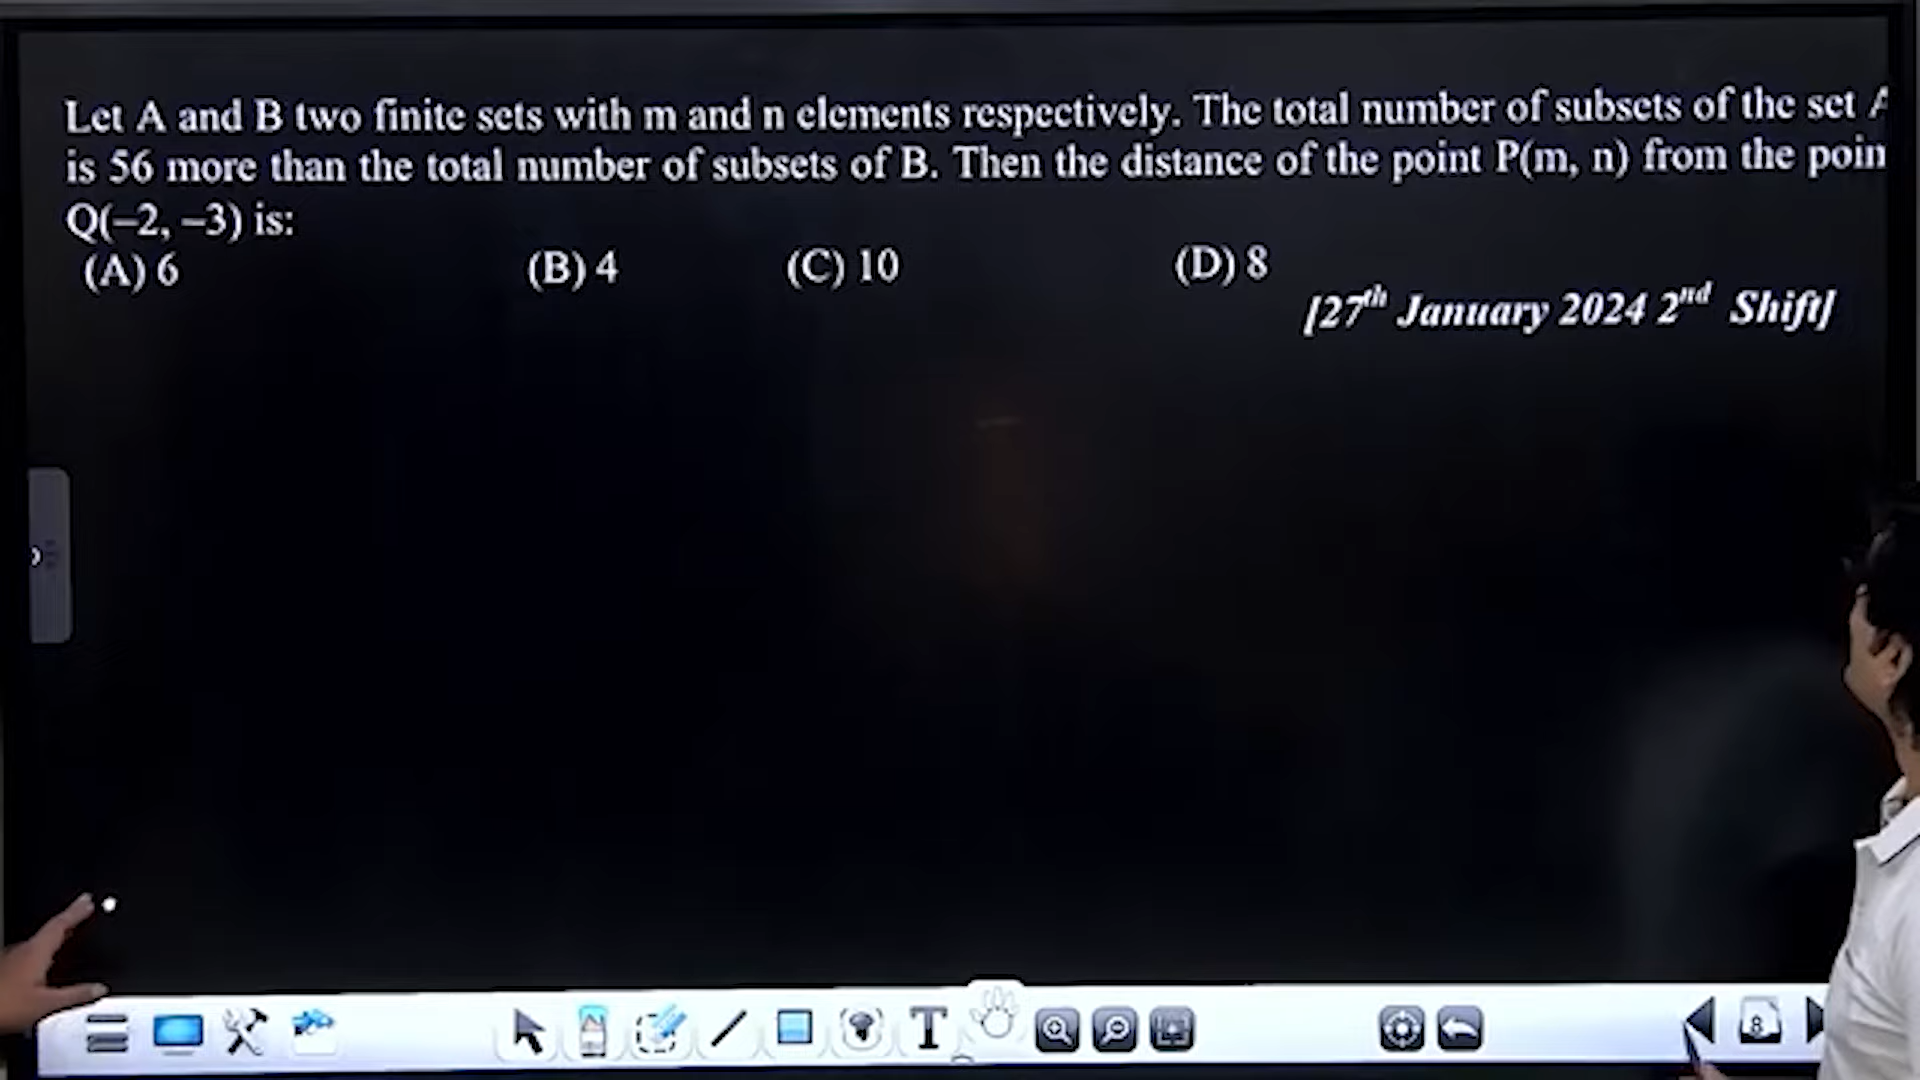 Let A and B two finite sets with m and n elements respectively. The total number of subsets of the set A
is 56 more than the total number of subsets of B. Then the distance of the point P(m, n) from the poin
Q(–2, –3) is:
(A) 6 (B) 4 (C) 10 (D) 8
[27th January 2024 2nd Shift]
T
8